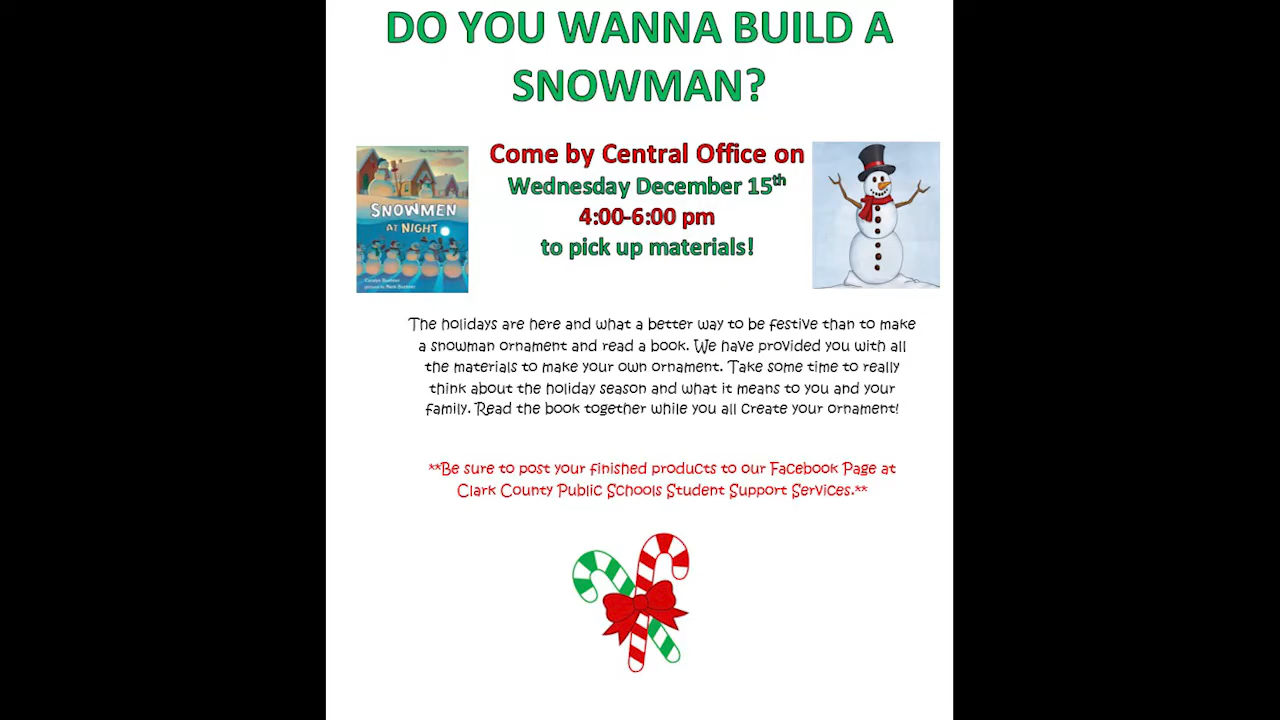 DO YOU WANNA BUILD A
SNOWMAN?
Come by Central Office on
Wednesday December 15th
4:00-6:00 pm
to pick up materials!
SNOWMEN
AT NIGHT
The holidays are here and what a better way to be festive than to make
a snowman ornament and read a book. We have provided you with all
the materials to make your own ornament. Take some time to really
think about the holiday season and what it means to you and your
family. Read the book together while you all create your ornament!
**Be sure to post your finished products to our Facebook Page at
Clark County Public Schools Student Support Services.**